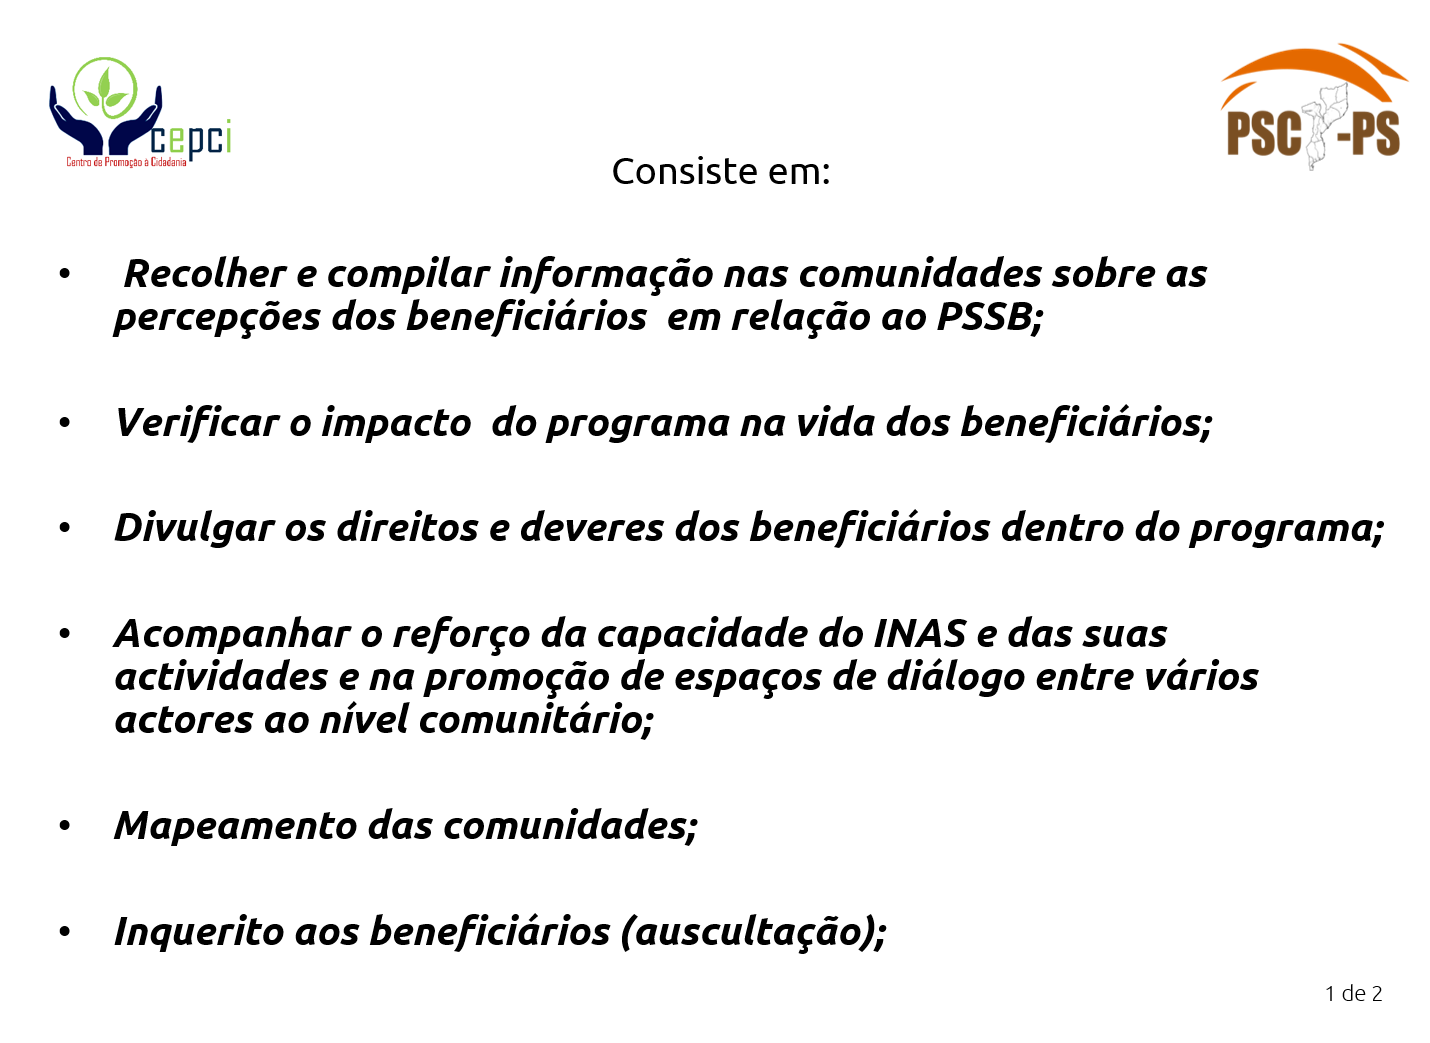 cepci
Centro de Promoção à Cidadania
PSC -PS
Consiste em:
• Recolher e compilar informação nas comunidades sobre as
percepções dos beneficiários  em relação ao PSSB;
• Verificar o impacto  do programa na vida dos beneficiários;
• Divulgar os direitos e deveres dos beneficiários dentro do programa;
• Acompanhar o reforço da capacidade do INAS e das suas
actividades e na promoção de espaços de diálogo entre vários
actores ao nível comunitário;
• Mapeamento das comunidades;
• Inquerito aos beneficiários (auscultação);
1 de 2